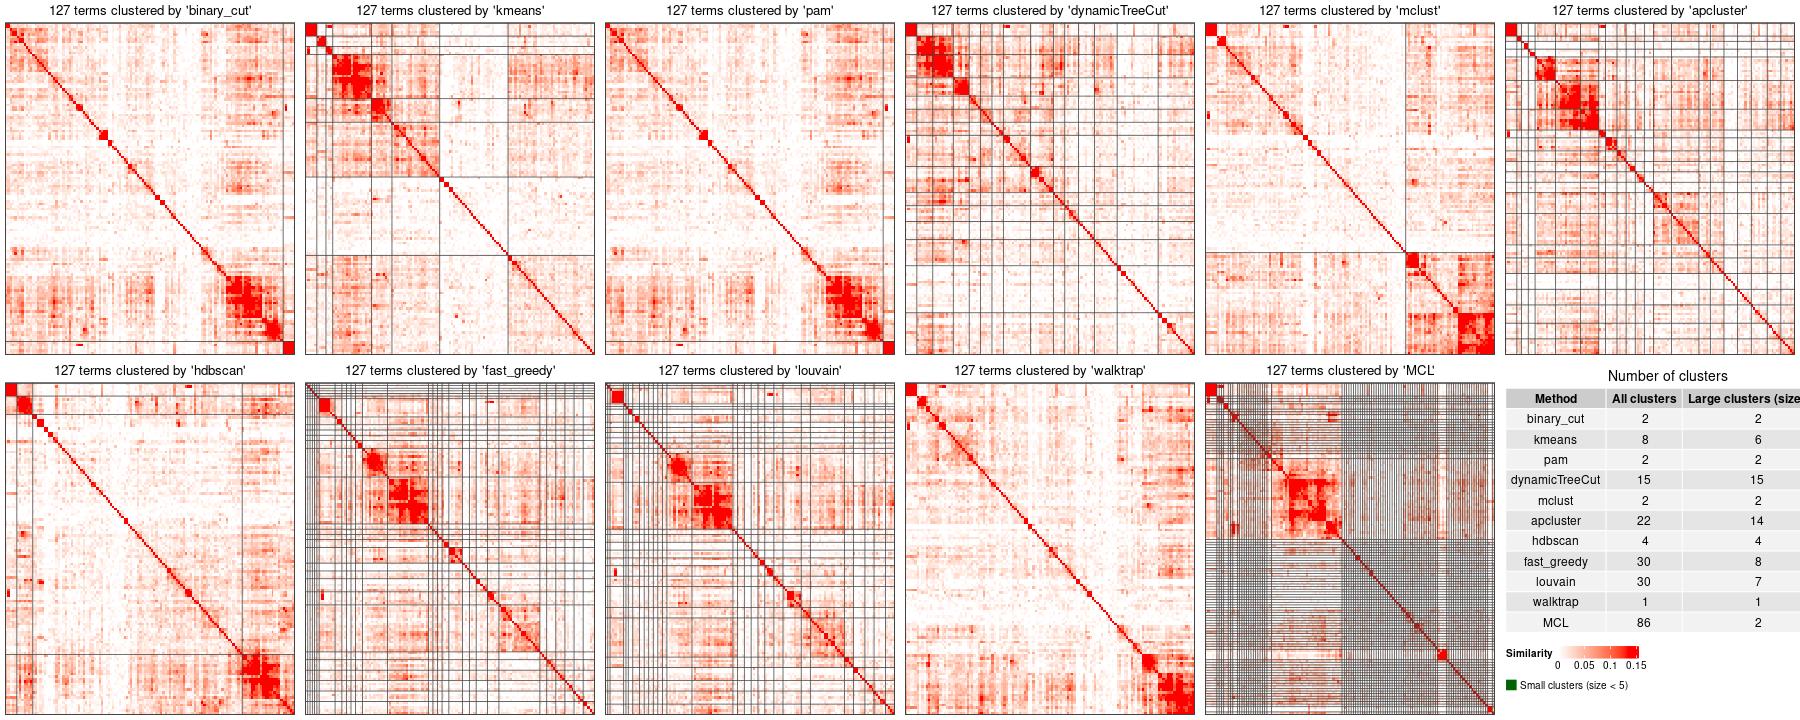 127 terms clustered by 'binary_cut'
127 terms clustered by 'kmeans'
127 terms clustered by 'pam'
127 terms clustered by 'dynamicTreeCut'
127 terms clustered by 'mclust'
127 terms clustered by 'apcluster'
127 terms clustered by 'hdbscan'
127 terms clustered by 'fast_greedy'
127 terms clustered by 'louvain'
127 terms clustered by 'walktrap'
127 terms clustered by 'MCL'
Number of clusters
Method All clusters Large clusters (size
binary_cut 2 2
kmeans 8 6
pam 2 2
dynamicTreeCut 15 15
mclust 2 2
apcluster 22 14
hdbscan 4 4
fast_greedy 30 8
louvain 30 7
walktrap 1 1
MCL 86 2
Similarity
0 0.05 0.1 0.15
Small clusters (size < 5)